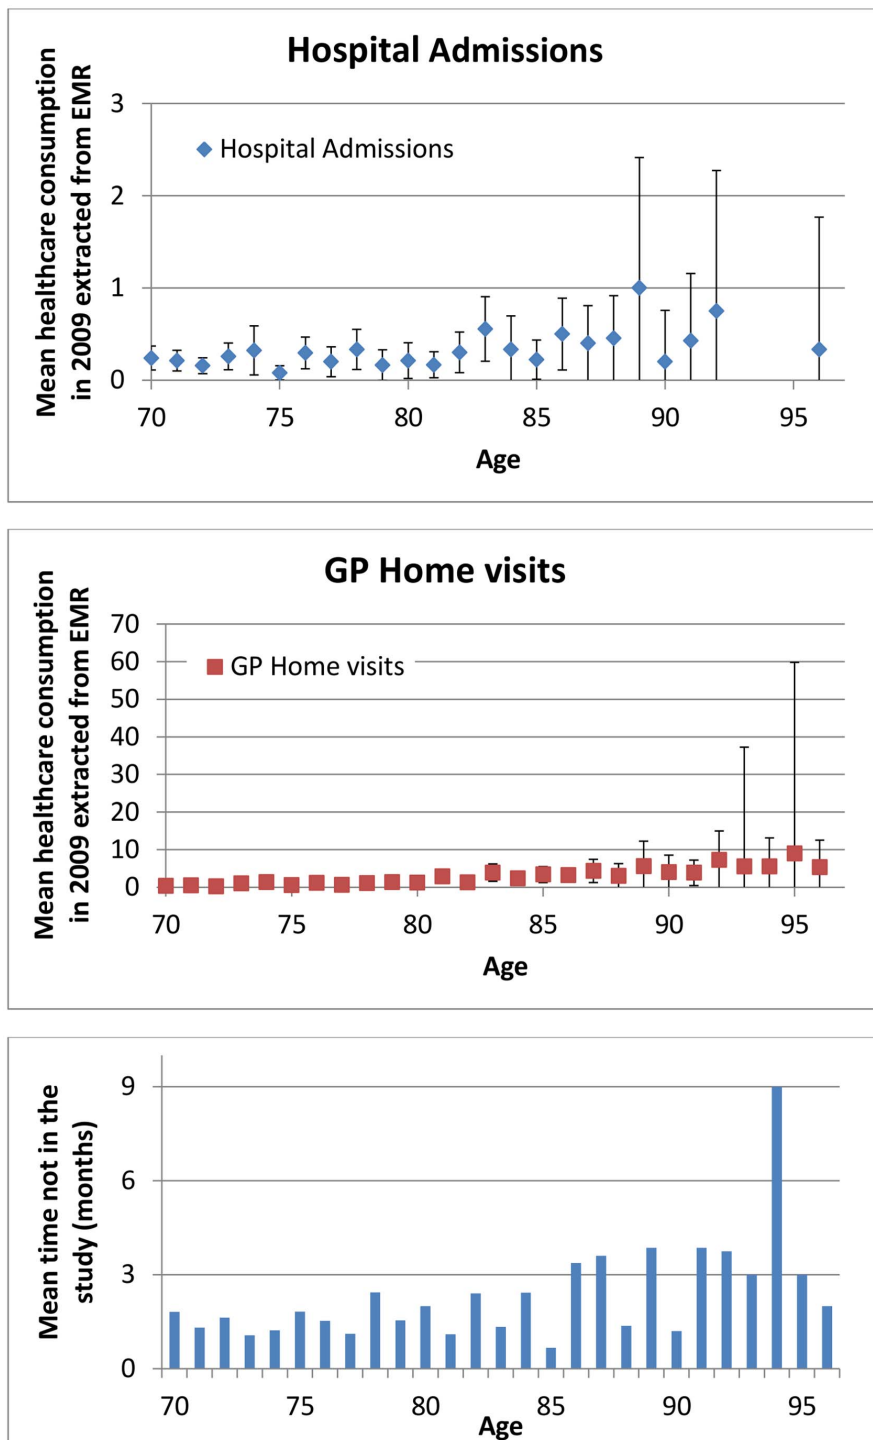 Hospital Admissions
Mean healthcare consumption
in 2009 extracted from EMR
3
2
1
0
Hospital Admissions
70 75 80 85 90 95
Age
GP Home visits
Mean healthcare consumption
in 2009 extracted from EMR
70
60
50
40
30
20
10
0
GP Home visits
70 75 80 85 90 95
Age
Mean time not in the
study (months)
9
6
3
0
70 75 80 85 90 95
Age